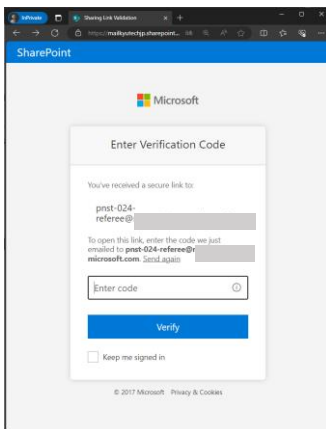 InPrivate
Sharing Link Validation
https://mailkyutechjp.sharepoint...
SharePoint
Microsoft
Enter Verification Code
You've received a secure link to:
pnst-024-
referee@
To open this link, enter the code we just
emailed to pnst-024-referee@
microsoft.com. Send again
Enter code
Verify
Keep me signed in
© 2017 Microsoft Privacy & Cookies